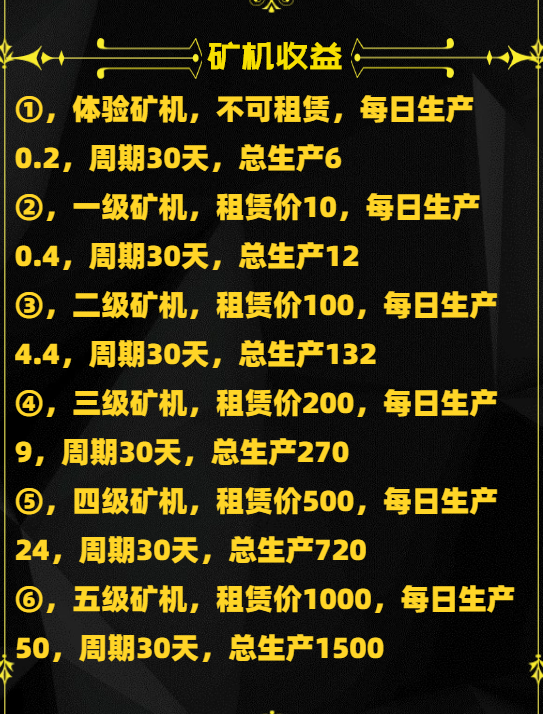 矿机收益
①，体验矿机，不可租赁，每日生产
0.2，周期30天，总生产6
②，一级矿机，租赁价10，每日生产
0.4，周期30天，总生产12
③，二级矿机，租赁价100，每日生产
4.4，周期30天，总生产132
④，三级矿机，租赁价200，每日生产
9，周期30天，总生产270
⑤，四级矿机，租赁价500，每日生产
24，周期30天，总生产720
⑥，五级矿机，租赁价1000，每日生产
50，周期30天，总生产1500